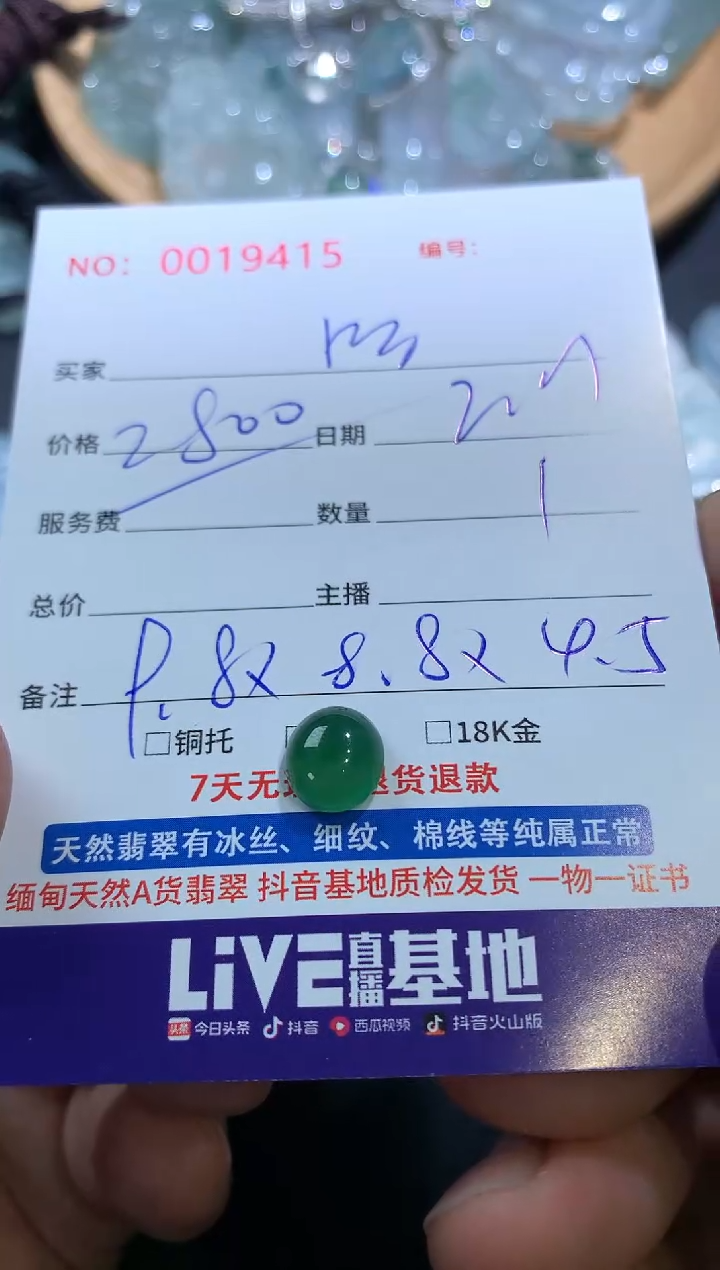 NO: 0019415 编号:
买家
价格 2800 日期
服务费 数量 1
总价 主播
备注 9.8x 8.8x 4.5
□铜托 □18K金
7天无 退货退款
天然翡翠有冰丝、细纹、棉线等纯属正常
缅甸天然A货翡翠 抖音基地质检发货 一物一证书
LiVE直播基地
头条 今日头条 抖音 西瓜视频 抖音火山版